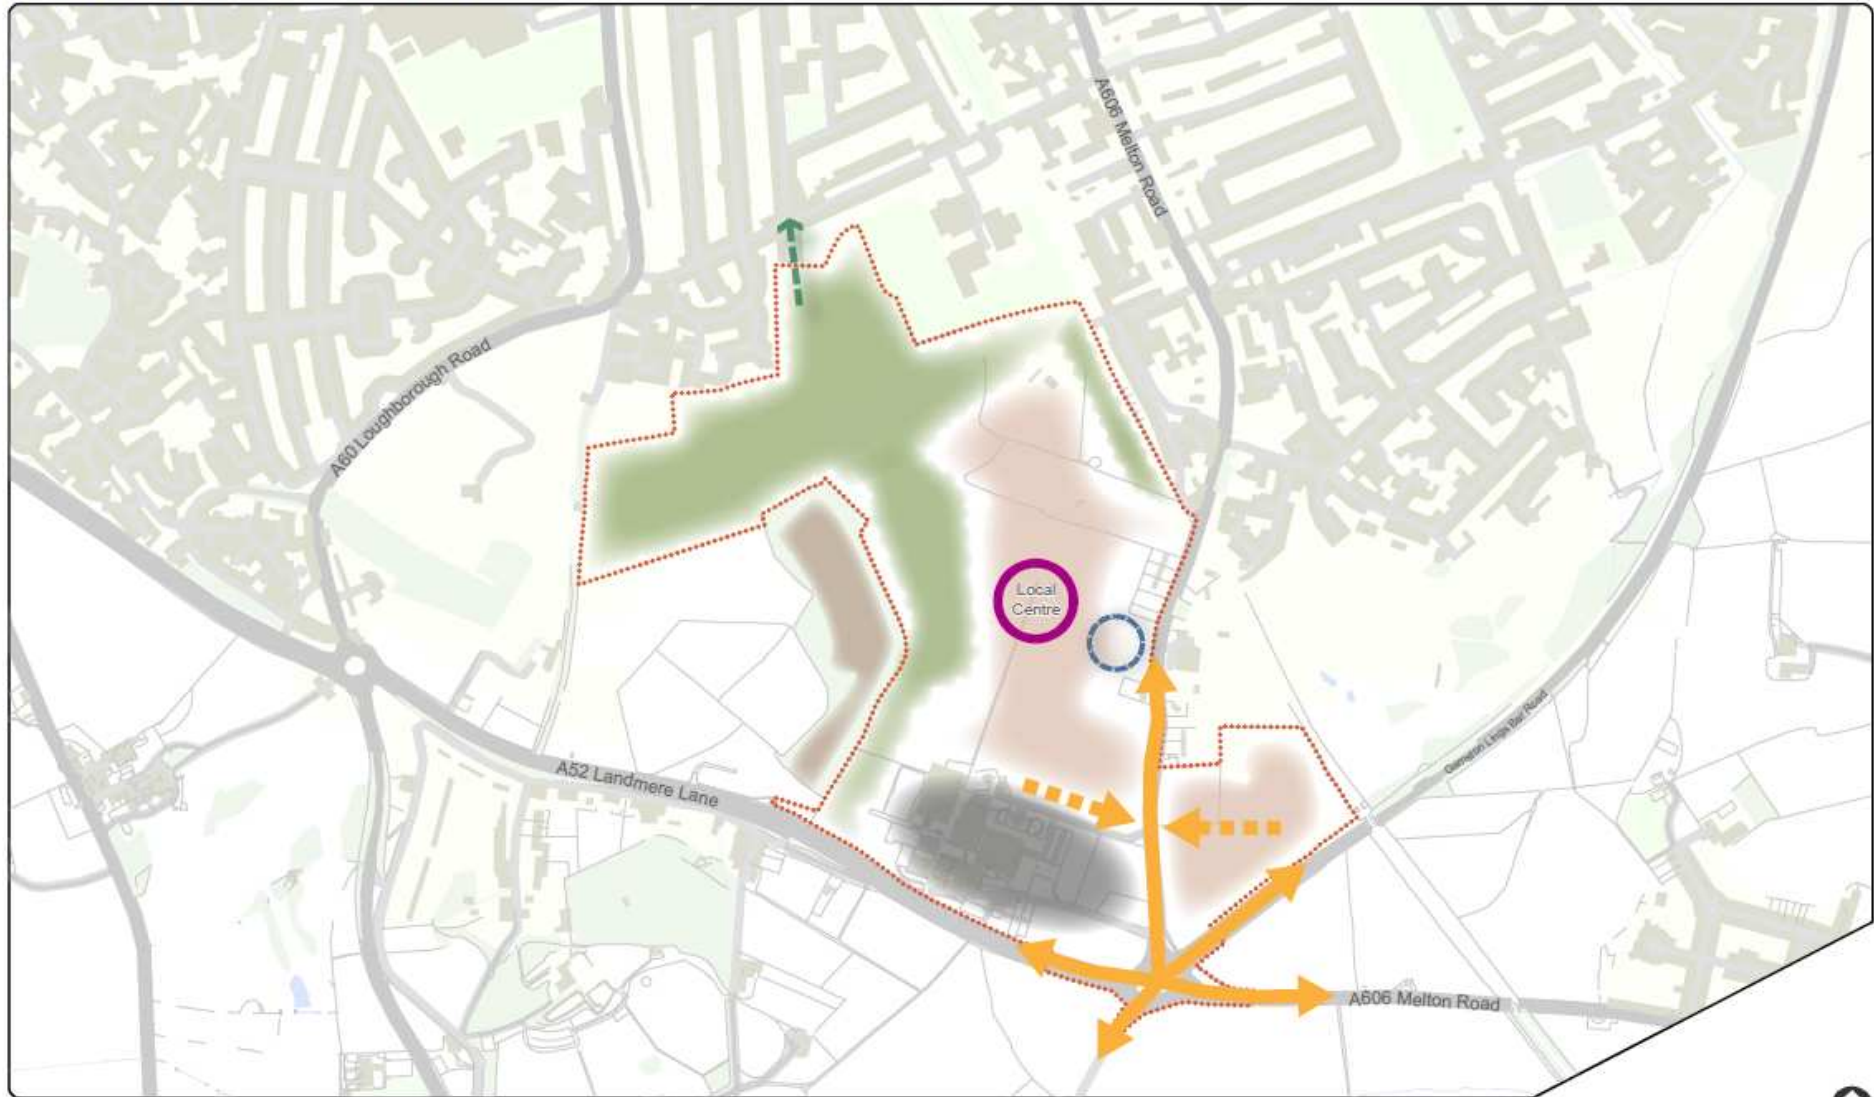 A606 Melton Road
A60 Loughborough Road
Local
Centre
Gamston Lings Bar Road
A52 Landmere Lane
A606 Melton Road